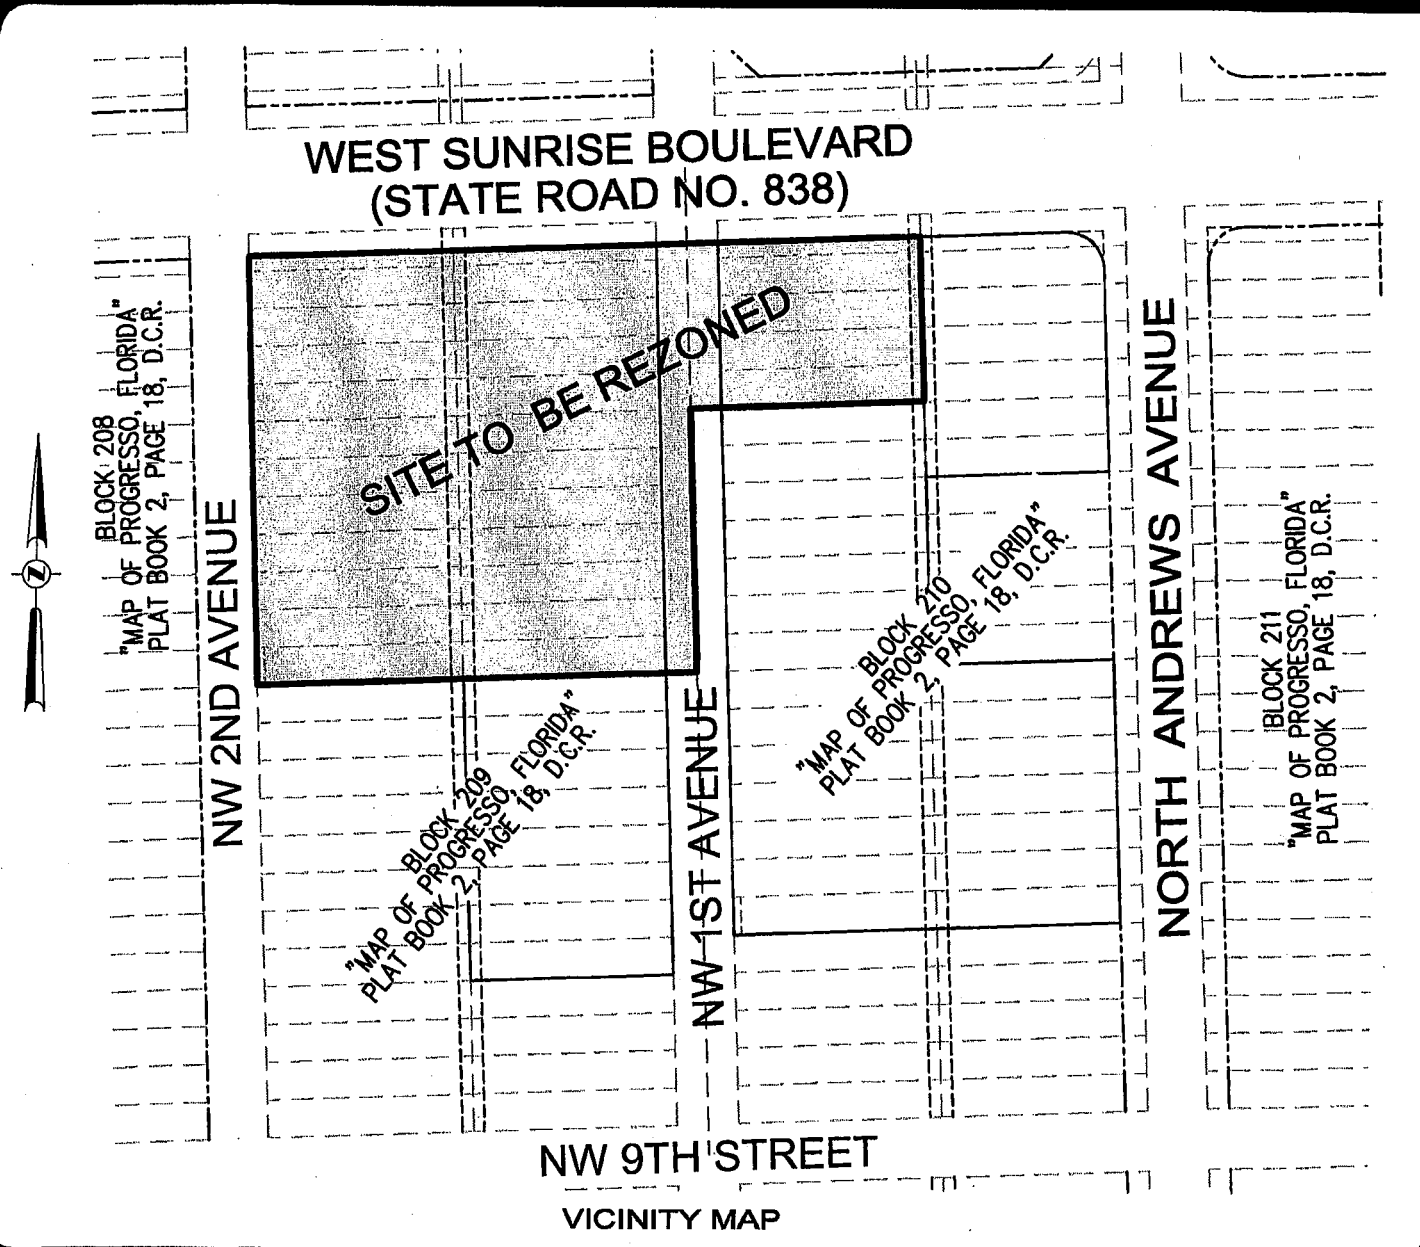 WEST SUNRISE BOULEVARD
(STATE ROAD NO. 838)
SITE TO BE REZONED
BLOCK 208
"MAP OF PROGRESSO, FLORIDA"
PLAT BOOK 2, PAGE 18, D.C.R.
NW 2ND AVENUE
N
BLOCK 209
"MAP OF PROGRESSO, FLORIDA"
PLAT BOOK 2, PAGE 18, D.C.R.
NW 1ST AVENUE
BLOCK 210
"MAP OF PROGRESSO, FLORIDA"
PLAT BOOK 2, PAGE 18, D.C.R.
NORTH ANDREWS AVENUE
BLOCK 211
"MAP OF PROGRESSO, FLORIDA"
PLAT BOOK 2, PAGE 18, D.C.R.
NW 9TH STREET
VICINITY MAP